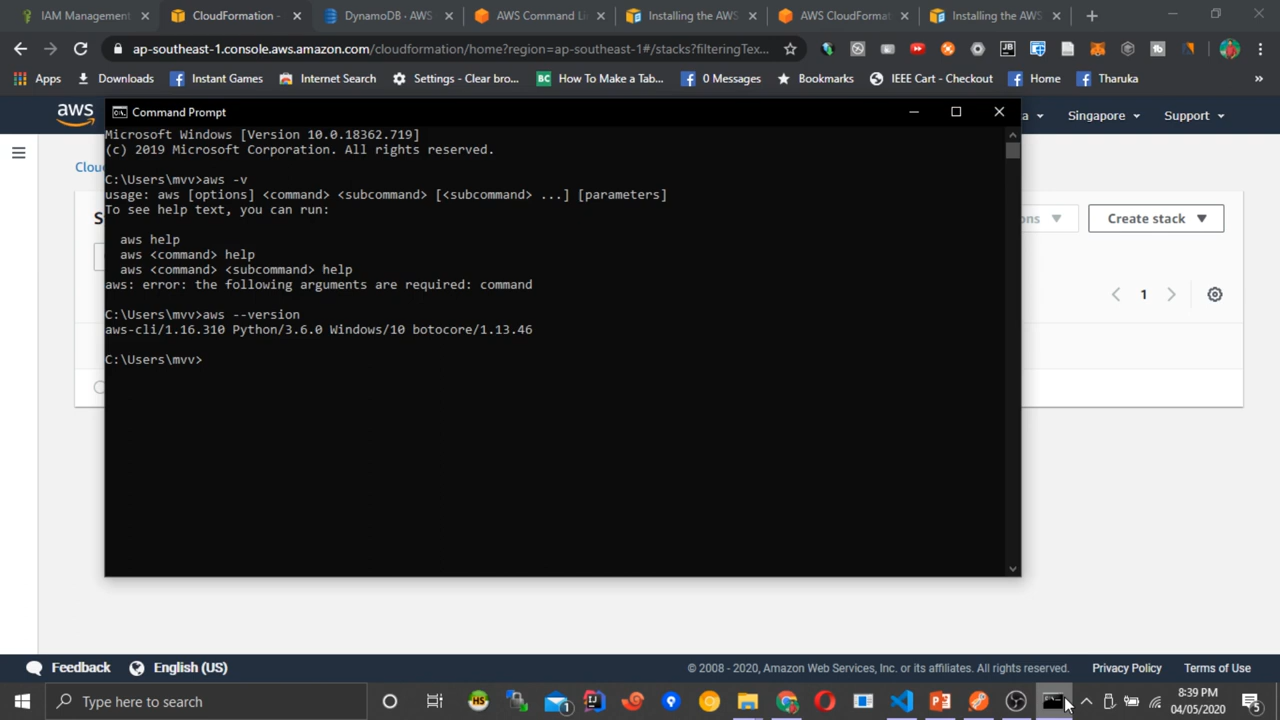 IAM Management
CloudFormation -
DynamoDB - AWS
AWS Command Li
Installing the AWS
AWS CloudFormat
Installing the AWS
ap-southeast-1.console.aws.amazon.com/cloudformation/home?region=ap-southeast-1#/stacks?filteringTex...
Apps
Downloads
Instant Games
Internet Search
Settings - Clear bro...
BC How To Make a Tab...
0 Messages
Bookmarks
IEEE Cart - Checkout
Home
Tharuka
»
aws
Command Prompt
a
Singapore
Support
Microsoft Windows [Version 10.0.18362.719]
(c) 2019 Microsoft Corporation. All rights reserved.
Clou
C:\Users\mvv>aws -v
usage: aws [options] <command> <subcommand> [<subcommand> ...] [parameters]
To see help text, you can run:
S
ons
Create stack
aws help
aws <command> help
aws <command> <subcommand> help
aws: error: the following arguments are required: command
1
C:\Users\mvv>aws --version
aws-cli/1.16.310 Python/3.6.0 Windows/10 botocore/1.13.46
C:\Users\mvv>
Feedback
English (US)
© 2008 - 2020, Amazon Web Services, Inc. or its affiliates. All rights reserved.
Privacy Policy
Terms of Use
Type here to search
8:39 PM
04/05/2020